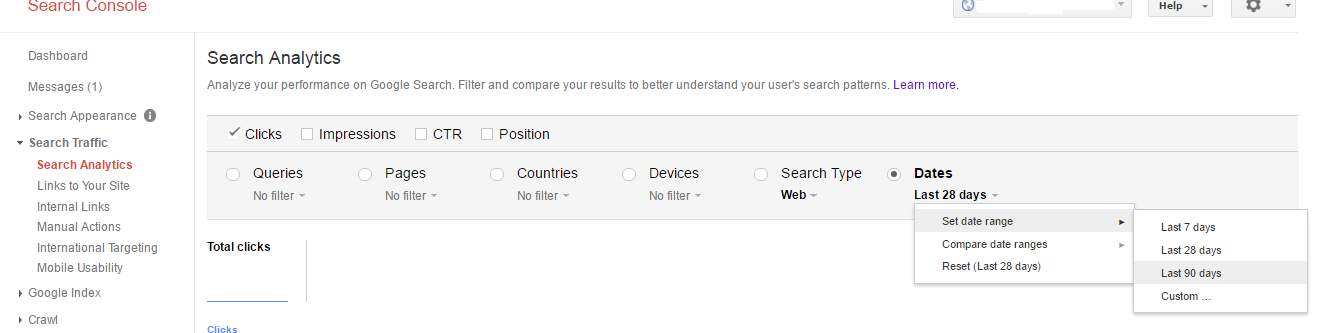 Search Console
Help
Dashboard
Messages (1)
Search Appearance
Search Traffic
Search Analytics
Links to Your Site
Internal Links
Manual Actions
International Targeting
Mobile Usability
Google Index
Crawl
Search Analytics
Analyze your performance on Google Search. Filter and compare your results to better understand your user's search patterns. Learn more.
Clicks Impressions CTR Position
Queries Pages Countries Devices Search Type Dates
No filter No filter No filter No filter Web Last 28 days
Set date range
Compare date ranges
Reset (Last 28 days)
Last 7 days
Last 28 days
Last 90 days
Custom ...
Total clicks
Clicks